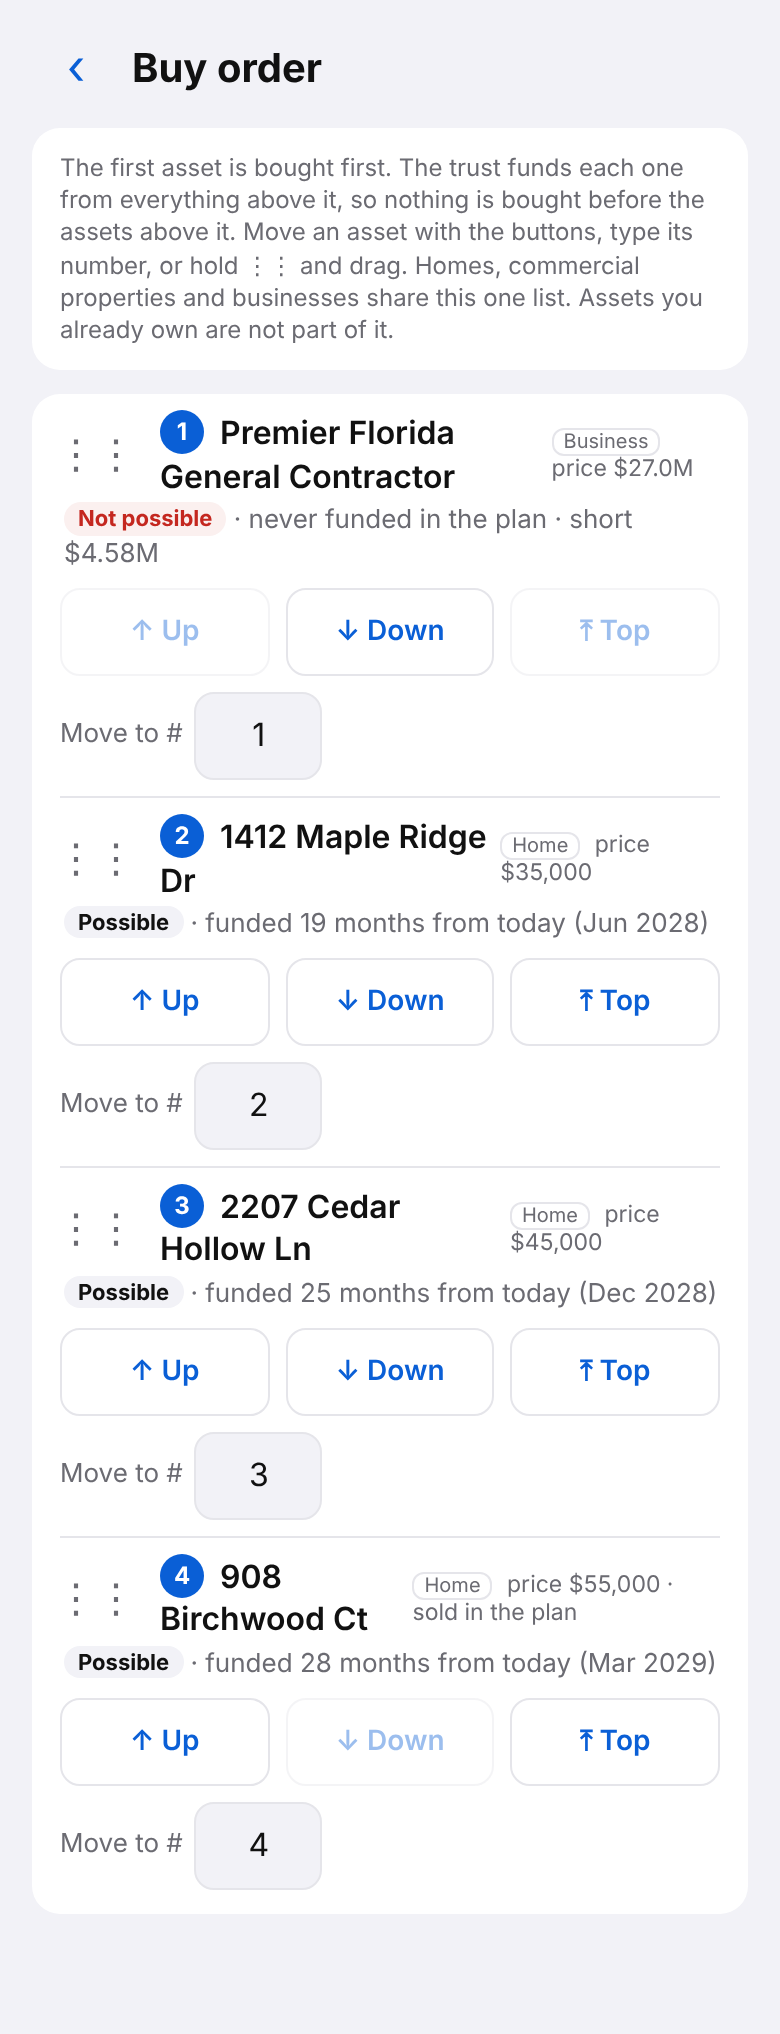 ‹ Buy order
The first asset is bought first. The trust funds each one
from everything above it, so nothing is bought before the
assets above it. Move an asset with the buttons, type its
number, or hold ⋮⋮ and drag. Homes, commercial
properties and businesses share this one list. Assets you
already own are not part of it.
⋮⋮ 1 Premier Florida
General Contractor
Business
price $27.0M
Not possible · never funded in the plan · short
$4.58M
↑ Up ↓ Down ⤒ Top
Move to # 1
⋮⋮ 2 1412 Maple Ridge
Dr
Home price
$35,000
Possible · funded 19 months from today (Jun 2028)
↑ Up ↓ Down ⤒ Top
Move to # 2
⋮⋮ 3 2207 Cedar
Hollow Ln
Home price
$45,000
Possible · funded 25 months from today (Dec 2028)
↑ Up ↓ Down ⤒ Top
Move to # 3
⋮⋮ 4 908
Birchwood Ct
Home price $55,000 ·
sold in the plan
Possible · funded 28 months from today (Mar 2029)
↑ Up ↓ Down ⤒ Top
Move to # 4